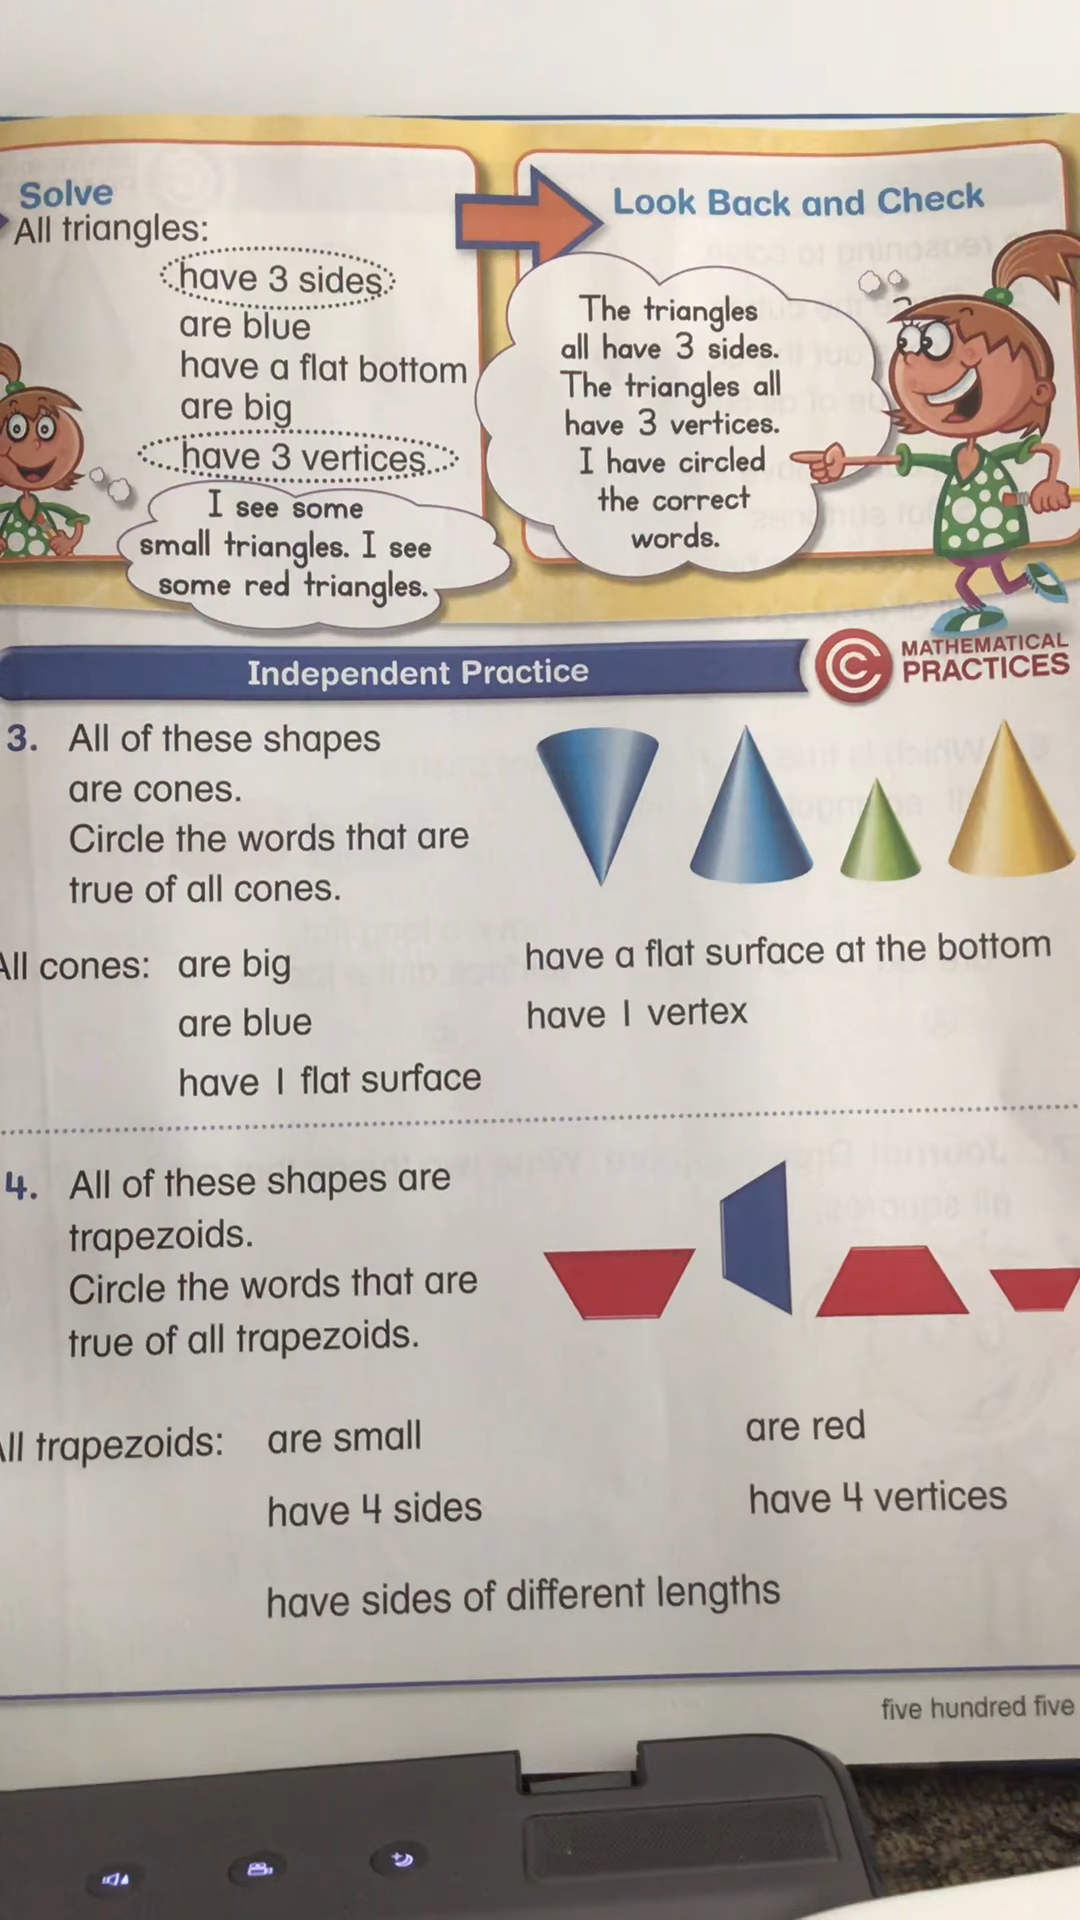 Solve
All triangles:
have 3 sides
are blue
have a flat bottom
are big
have 3 vertices
I see some
small triangles. I see
some red triangles.
Look Back and Check
The triangles
all have 3 sides.
The triangles all
have 3 vertices.
I have circled
the correct
words.
Independent Practice
MATHEMATICAL
PRACTICES
3. All of these shapes
are cones.
Circle the words that are
true of all cones.
All cones: are big
have a flat surface at the bottom
are blue
have 1 vertex
have 1 flat surface
4. All of these shapes are
trapezoids.
Circle the words that are
true of all trapezoids.
All trapezoids: are small
are red
have 4 sides
have 4 vertices
have sides of different lengths
five hundred five